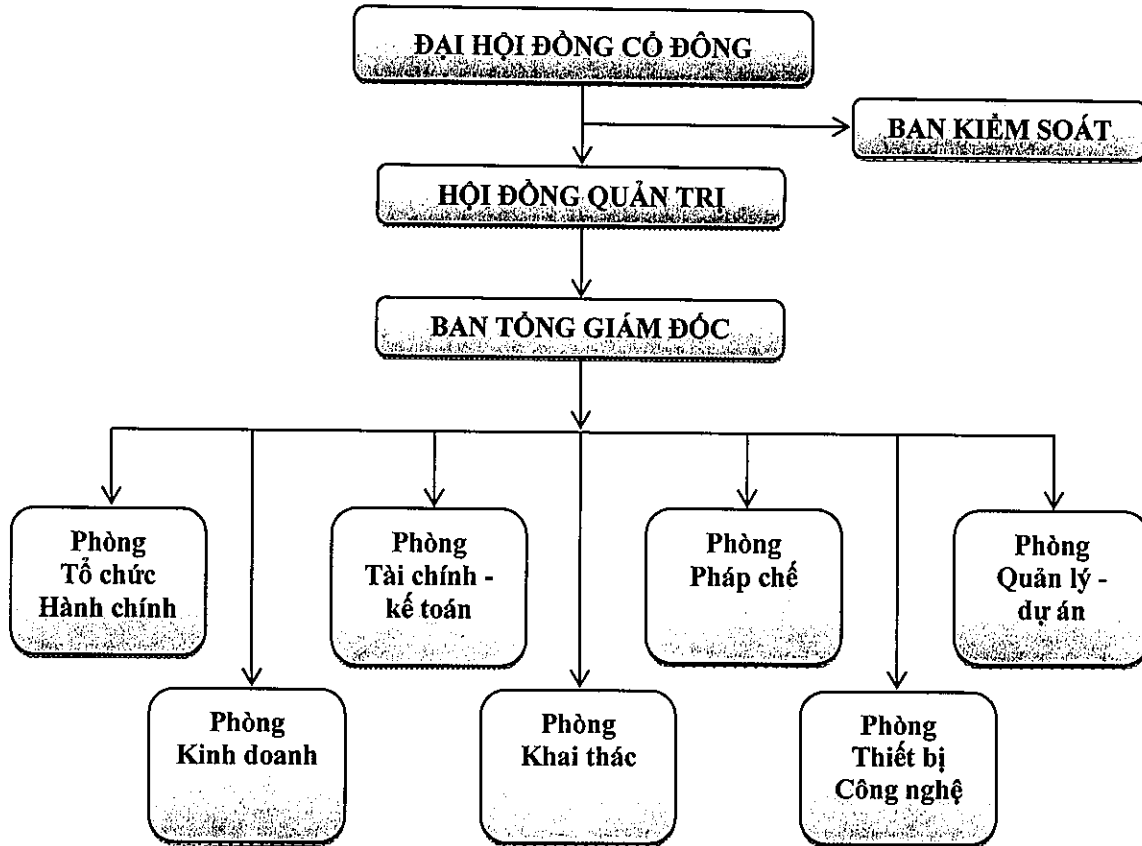 ĐẠI HỘI ĐỒNG CỔ ĐÔNG
BAN KIỂM SOÁT
HỘI ĐỒNG QUẢN TRỊ
BAN TỔNG GIÁM ĐỐC
Phòng
Tổ chức
Hành chính
Phòng
Tài chính -
kế toán
Phòng
Pháp chế
Phòng
Quản lý -
dự án
Phòng
Kinh doanh
Phòng
Khai thác
Phòng
Thiết bị
Công nghệ